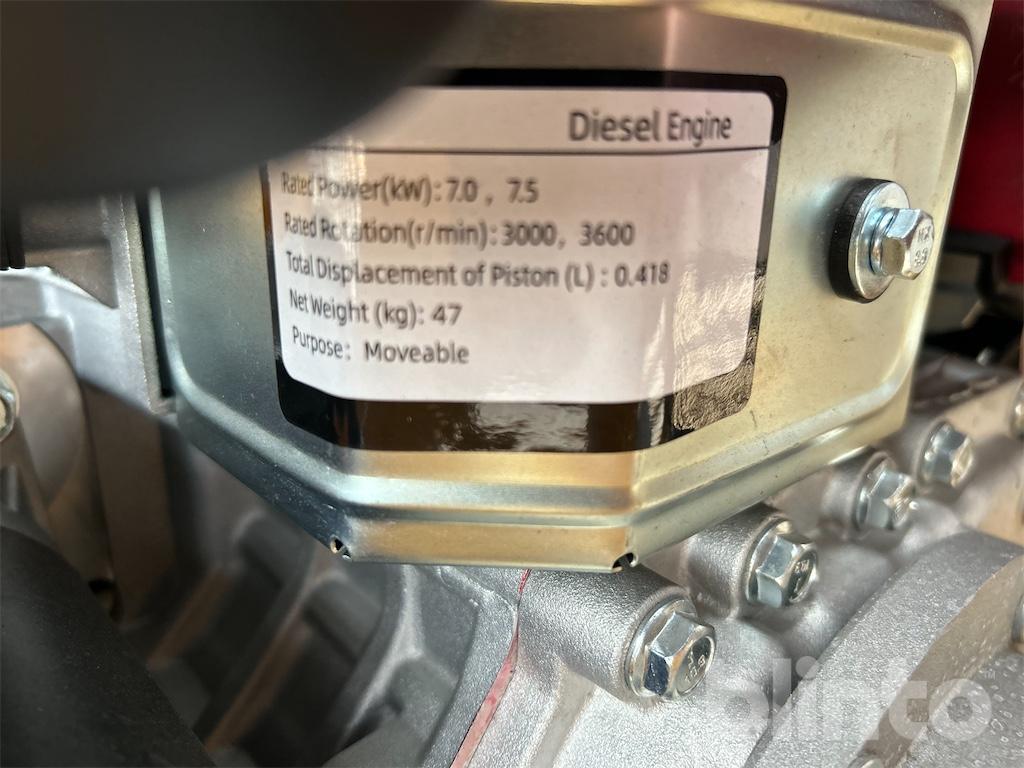 Diesel Engine
Rated Power(kW): 7.0 , 7.5
Rated Rotation(r/min): 3000, 3600
Total Displacement of Piston (L) : 0.418
Net Weight (kg): 47
Purpose: Moveable
blinto